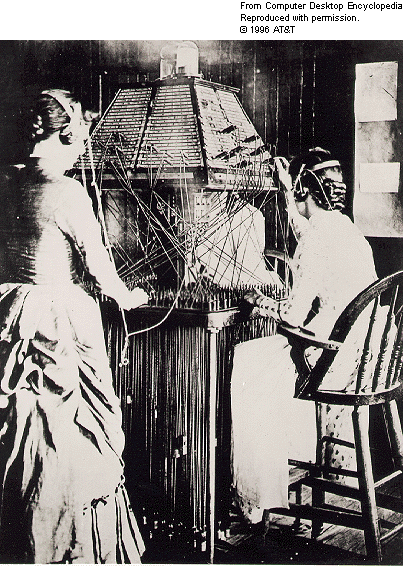 From Computer Desktop Encyclopedia
Reproduced with permission.
© 1996 AT&T